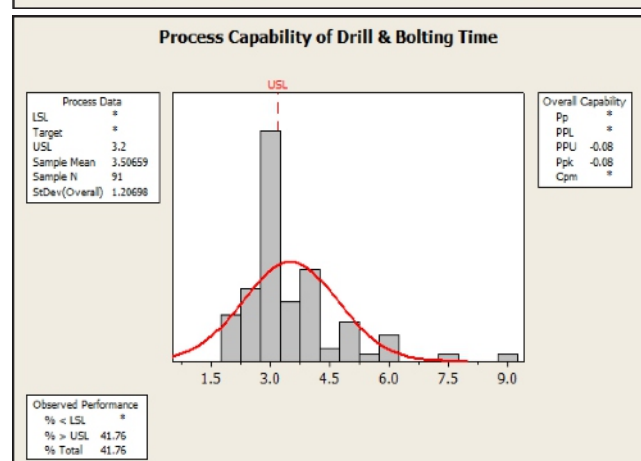 Process Capability of Drill & Bolting Time
USL
Process Data
LSL *
Target *
USL 3.2
Sample Mean 3.50659
Sample N 91
StDev(Overall) 1.20698
Overall Capability
Pp *
PPL *
PPU -0.08
Ppk -0.08
Cpm *
1.5 3.0 4.5 6.0 7.5 9.0
Observed Performance
% < LSL *
% > USL 41.76
% Total 41.76